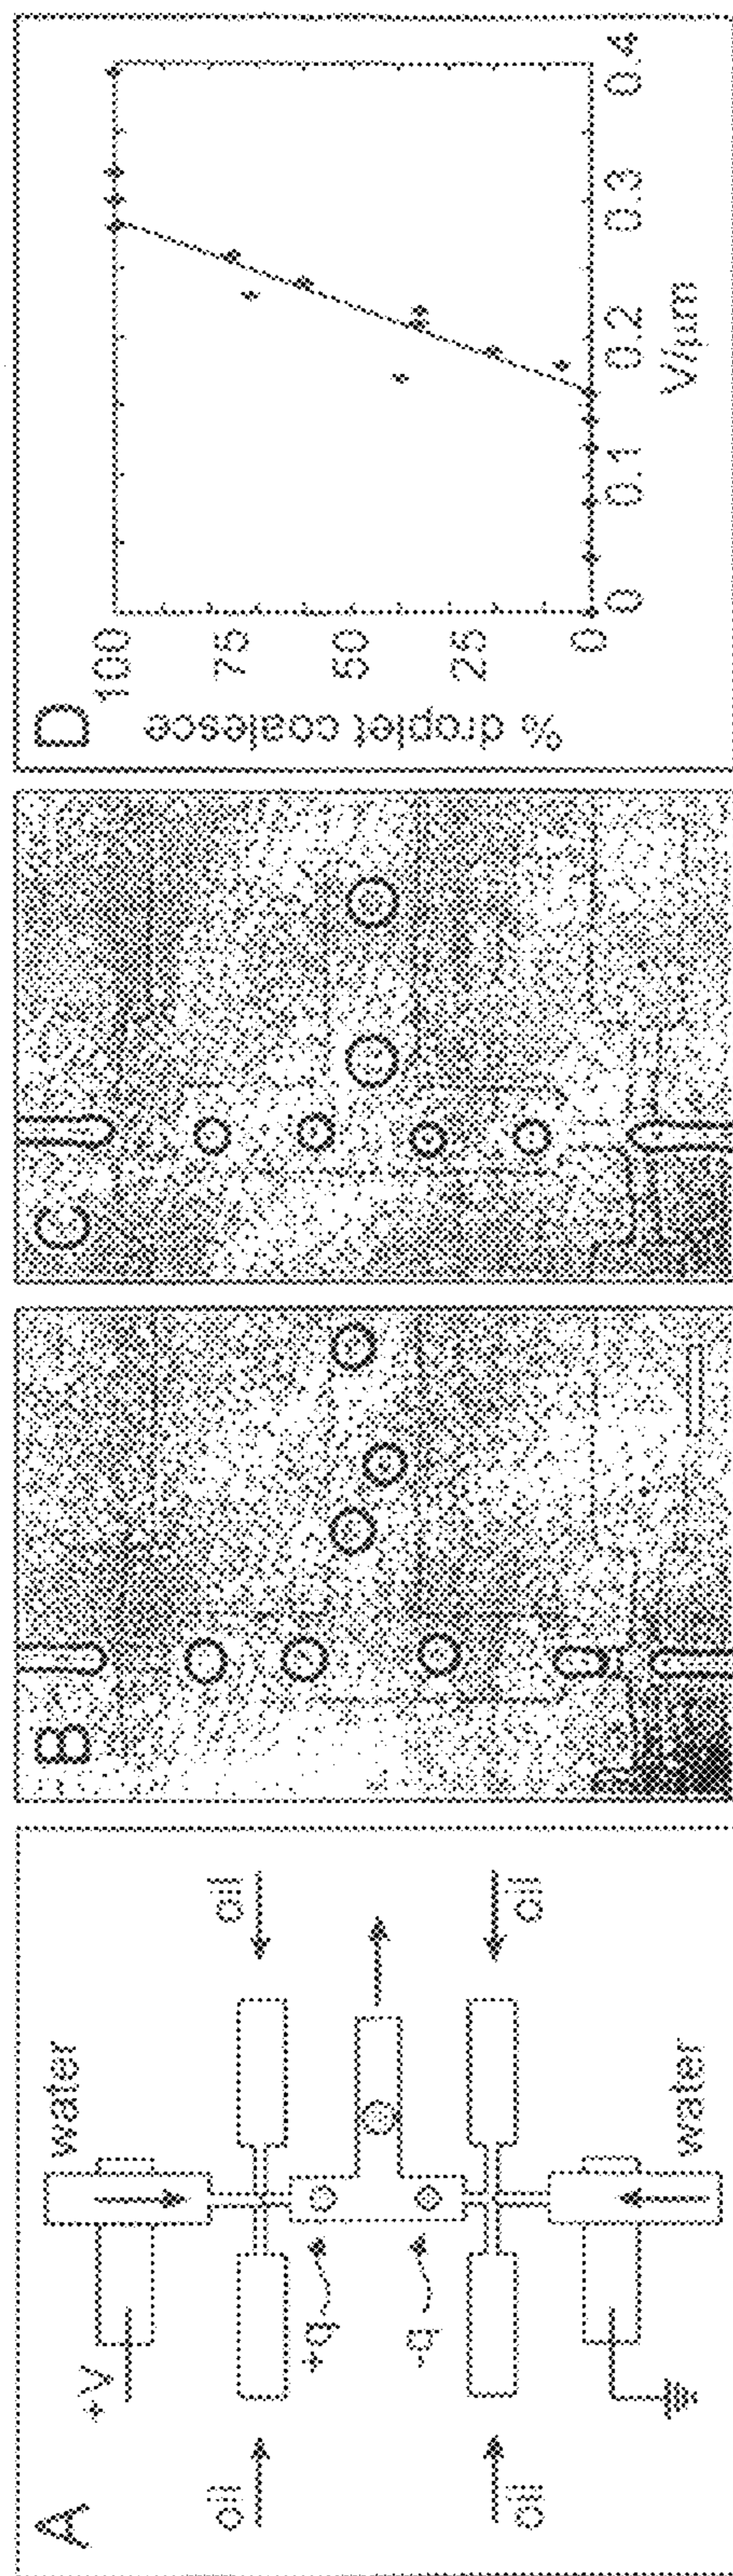 A
+V
water
oil
oil
+q
-q
oil
oil
water
B
C
D
% droplet coalesce
100
75
50
25
0
0
0.1
0.2
0.3
0.4
V/μm